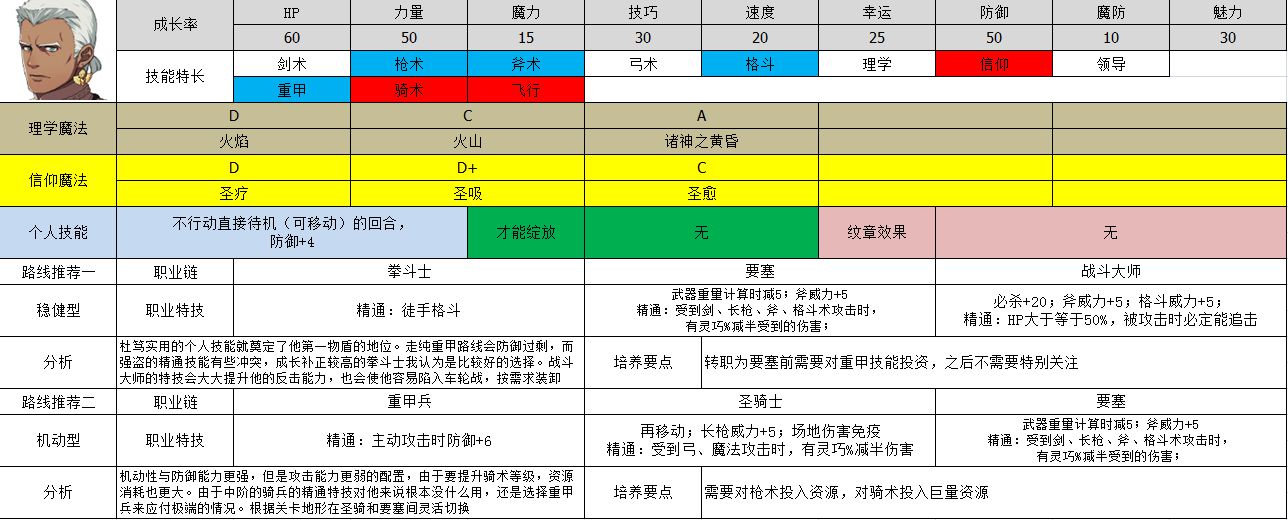 成长率 HP 力量 魔力 技巧 速度 幸运 防御 魔防 魅力
60 50 15 30 20 25 50 10 30
技能特长 剑术 枪术 斧术 弓术 格斗 理学 信仰 领导
重甲 骑术 飞行
理学魔法 D C A
火焰 火山 诸神之黄昏
信仰魔法 D D+ C
圣疗 圣吸 圣愈
个人技能 不行动直接待机（可移动）的回合，
防御+4
才能绽放 无 纹章效果 无
路线推荐一 职业链 拳斗士 要塞 战斗大师
稳健型 职业特技 精通：徒手格斗
武器重量计算时减5；斧威力+5
精通：受到剑、长枪、斧、格斗术攻击时，
有灵巧%减半受到的伤害；
必杀+20；斧威力+5；格斗威力+5；
精通：HP大于等于50%，被攻击时必定能追击
分析
杜笃实用的个人技能就奠定了他第一物盾的地位。走纯重甲路线会防御过剩，而
强盗的精通技能有些冲突，成长补正较高的拳斗士我认为是比较好的选择。战斗
大师的特技会大大提升他的反击能力，也会使他容易陷入车轮战，按需求装卸
培养要点 转职为要塞前需要对重甲技能投资，之后不需要特别关注
路线推荐二 职业链 重甲兵 圣骑士 要塞
机动型 职业特技 精通：主动攻击时防御+6
再移动；长枪威力+5；场地伤害免疫
精通：受到弓、魔法攻击时，有灵巧%减半伤害
武器重量计算时减5；斧威力+5
精通：受到剑、长枪、斧、格斗术攻击时，
有灵巧%减半受到的伤害；
分析
机动性与防御能力更强，但是攻击能力更弱的配置，由于要提升骑术等级，资源
消耗也更大。由于中阶的骑兵的精通特技对他来说根本没什么用，还是选择重甲
兵来应付极端的情况。根据关卡地形在圣骑和要塞间灵活切换
培养要点 需要对枪术投入资源，对骑术投入巨量资源